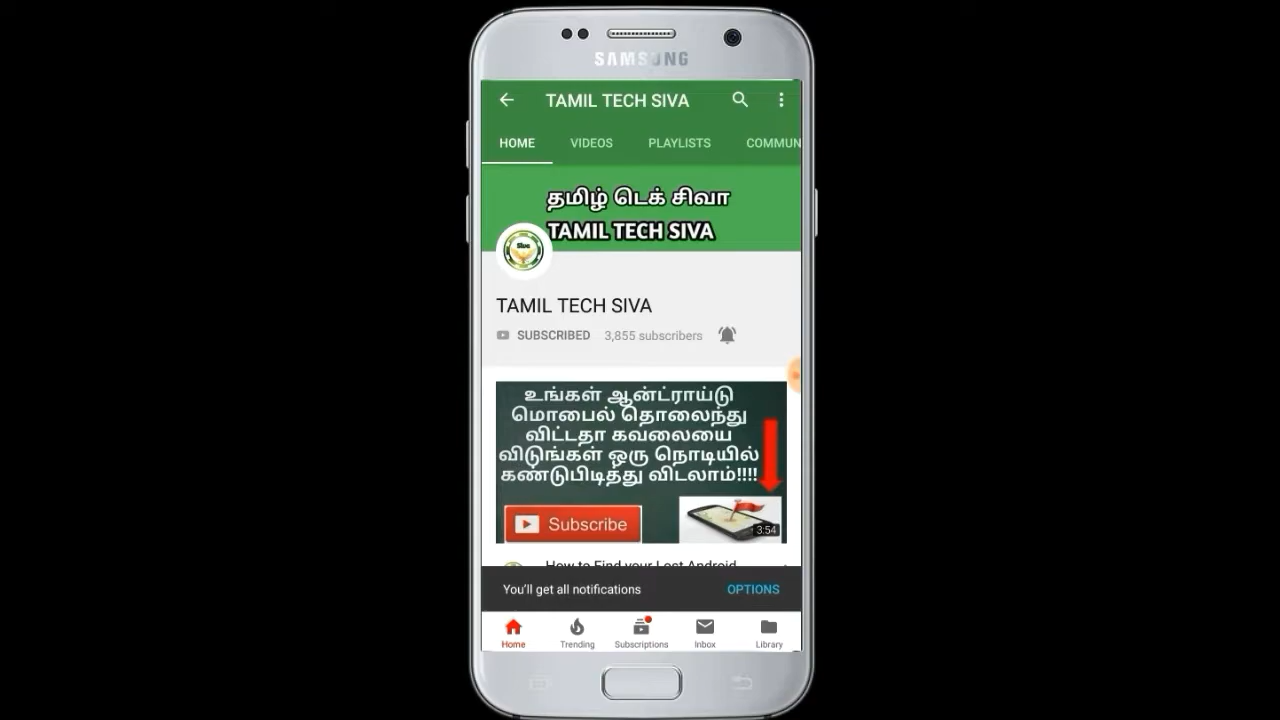 SAMSUNG
TAMIL TECH SIVA
HOME VIDEOS PLAYLISTS COMMUN
தமிழ் டெக் சிவா
TAMIL TECH SIVA
TAMIL TECH SIVA
SUBSCRIBED 3,855 subscribers
உங்கள் ஆன்ட்ராய்டு
மொபைல் தொலைந்து
விட்டதா கவலையை
விடுங்கள் ஒரு நொடியில்
கண்டுபிடித்து விடலாம்!!!!
Subscribe
3:54
How to Find your Lost Android
You'll get all notifications OPTIONS
Home Trending Subscriptions Inbox Library